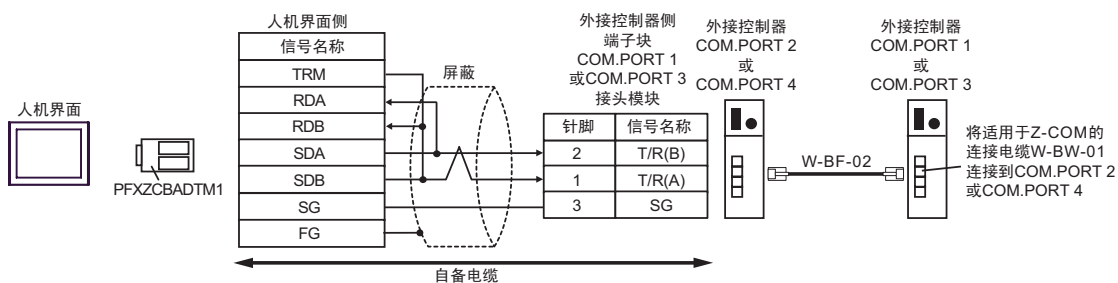 人机界面
PFXZCBADTM1
人机界面侧
信号名称
TRM
RDA
RDB
SDA
SDB
SG
FG
屏蔽
自备电缆
外接控制器侧
端子块
COM.PORT 1
或COM.PORT 3
接头模块
针脚 信号名称
2 T/R(B)
1 T/R(A)
3 SG
外接控制器
COM.PORT 2
或
COM.PORT 4
W-BF-02
外接控制器
COM.PORT 1
或
COM.PORT 3
将适用于Z-COM的
连接电缆W-BW-01
连接到COM.PORT 2
或COM.PORT 4